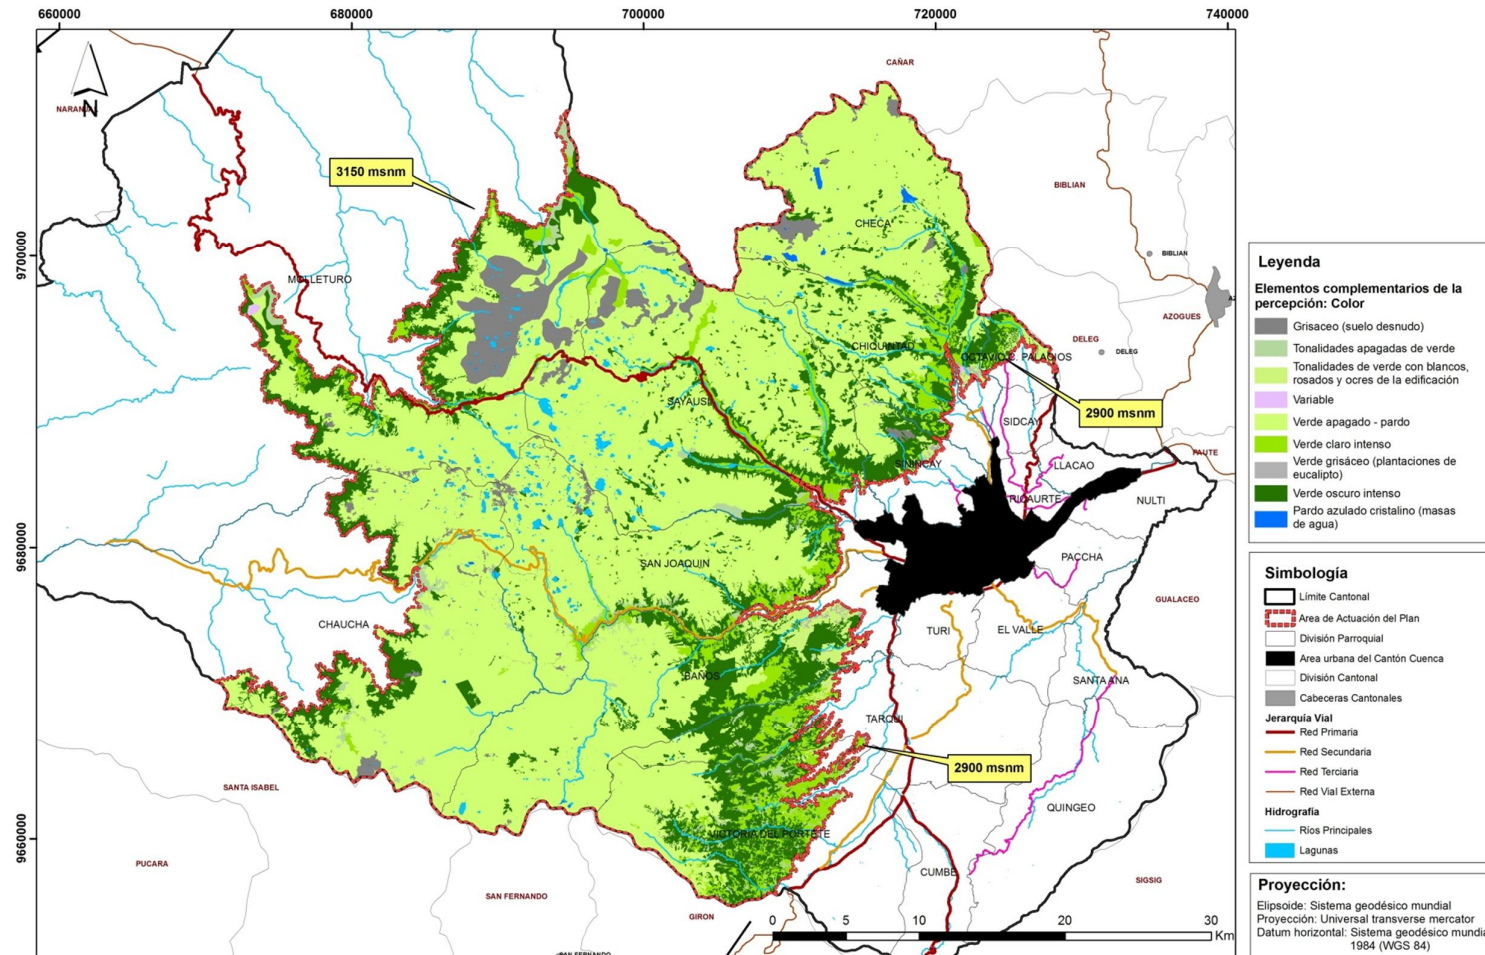 660000
680000
700000
720000
740000
CAÑAR
N
3150 msnm
BIBLIAN
CHECA
9700000
BIBLIAN
MOLLETURO
AZOGUES
DELEG
CHIQUINTAD
DELEG
OCTAVIO C. PALACIOS
SAYAUSI
2900 msnm
SIDCAY
PAUTE
SININCAY
LLACAO
RICAURTE
NULTI
9680000
PACCHA
SAN JOAQUIN
GUALACEO
CHAUCHA
TURI
EL VALLE
BAÑOS
SANTA ANA
TARQUI
2900 msnm
SANTA ISABEL
QUINGEO
VICTORIA DEL PORTETE
9660000
PUCARA
CUMBE
SIGSIG
SAN FERNANDO
GIRON
0 5 10 20 30
Km
SAN FERNANDO
Leyenda
Elementos complementarios de la
percepción: Color
Grisaceo (suelo desnudo)
Tonalidades apagadas de verde
Tonalidades de verde con blancos,
rosados y ocres de la edificación
Variable
Verde apagado - pardo
Verde claro intenso
Verde grisáceo (plantaciones de
eucalipto)
Verde oscuro intenso
Pardo azulado cristalino (masas
de agua)
Simbología
Límite Cantonal
Area de Actuación del Plan
División Parroquial
Area urbana del Cantón Cuenca
División Cantonal
Cabeceras Cantonales
Jerarquía Vial
Red Primaria
Red Secundaria
Red Terciaria
Red Vial Externa
Hidrografía
Ríos Principales
Lagunas
Proyección:
Elipsoide: Sistema geodésico mundial
Proyección: Universal transverse mercator
Datum horizontal: Sistema geodésico mundia
1984 (WGS 84)